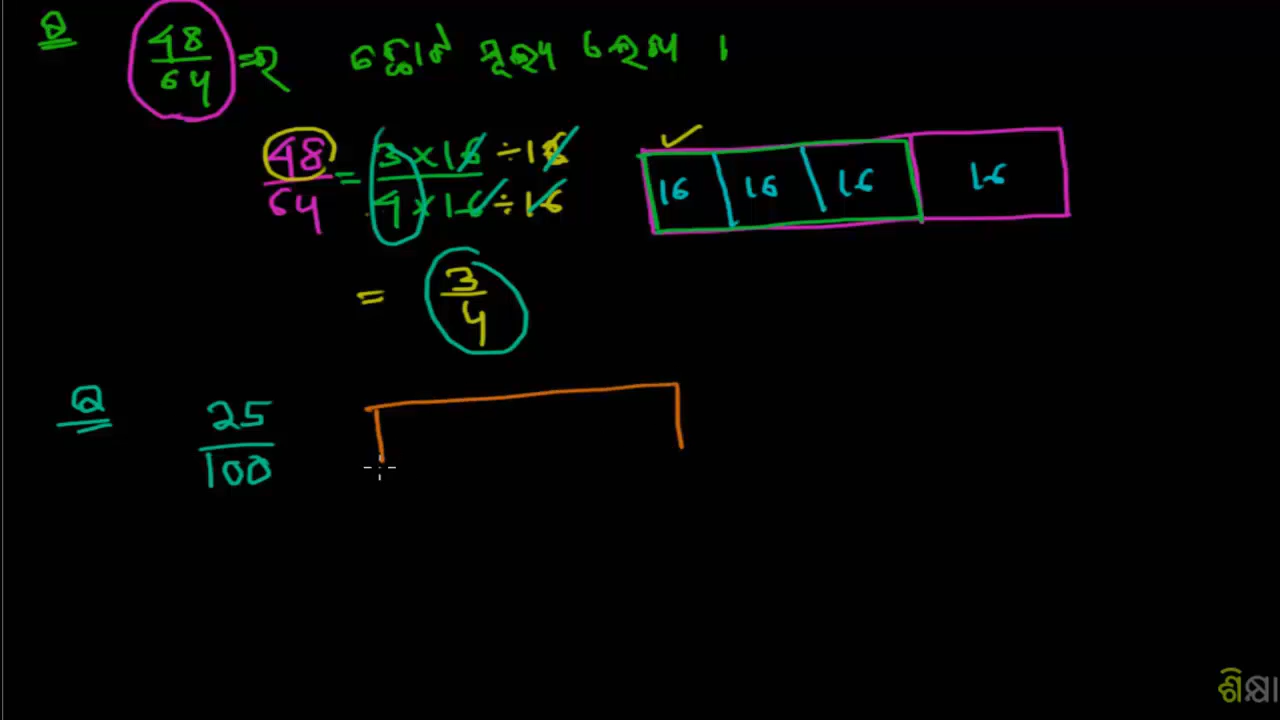 Q 48/64 =
48/64 = 3×16÷16/4×16÷16 16 16 16 16
= 3/4
Q 25/100
ଶିକ୍ଷା